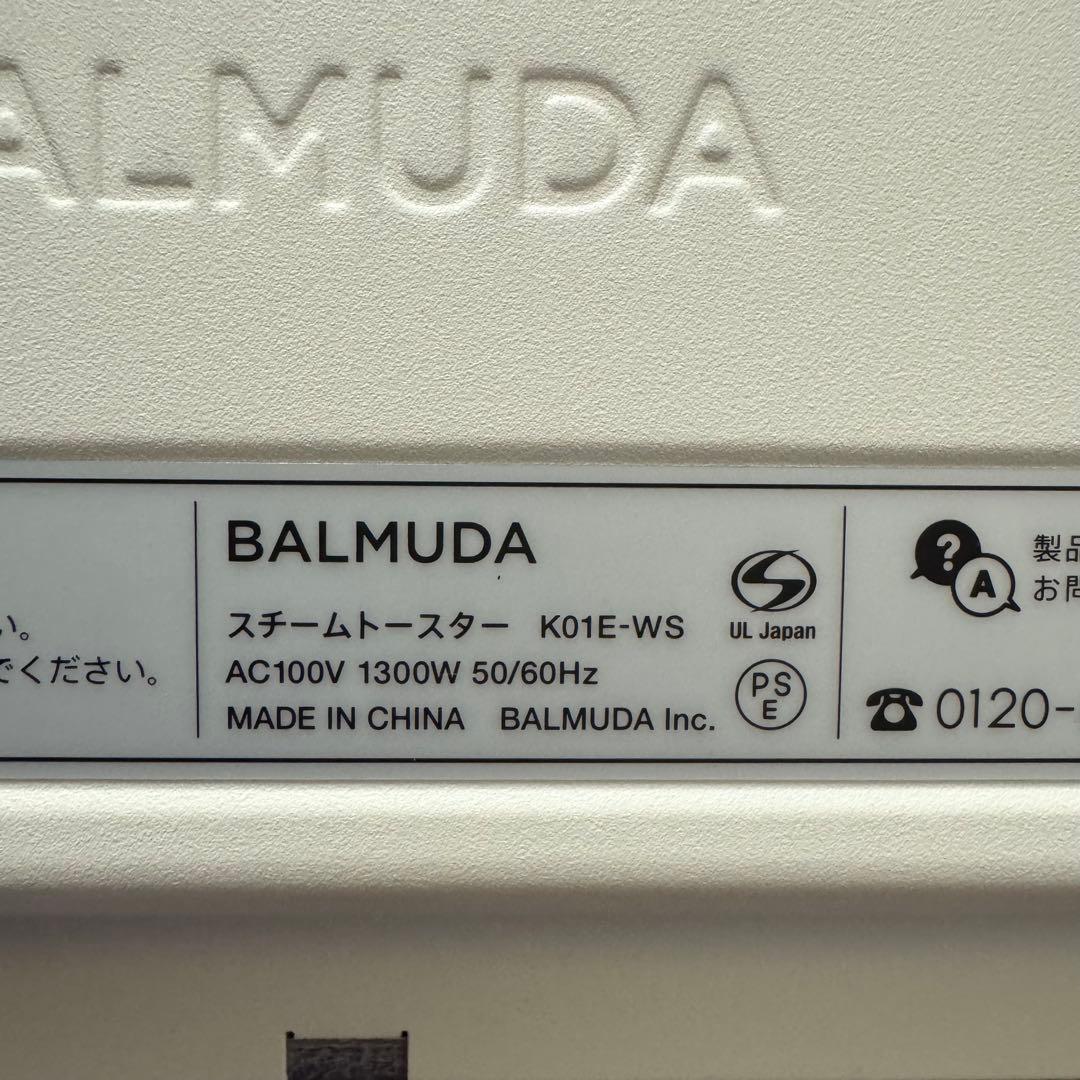 BALMUDA
い。
でください。
BALMUDA
スチームトースター K01E-WS
AC100V 1300W 50/60Hz
MADE IN CHINA BALMUDA Inc.
UL Japan
PS
E
? A
製品
お問
0120-